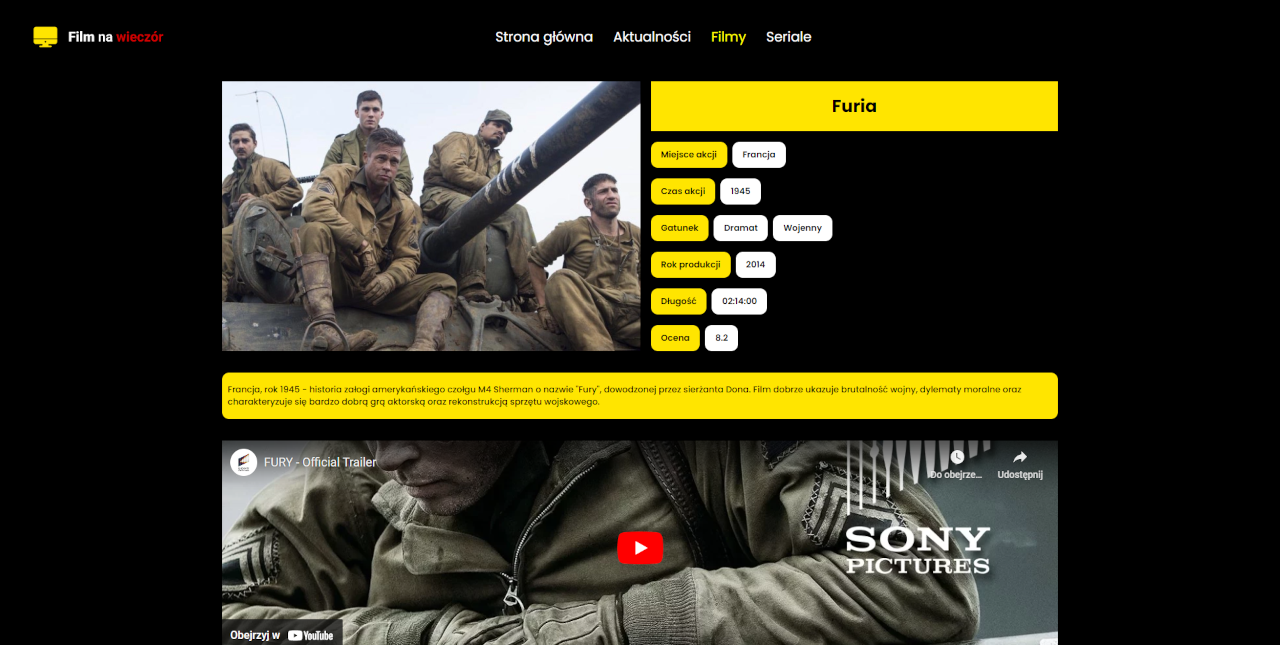 Film na wieczór
Strona główna Aktualności Filmy Seriale
Furia
Miejsce akcji Francja
Czas akcji 1945
Gatunek Dramat Wojenny
Rok produkcji 2014
Długość 02:14:00
Ocena 8.2
Francja, rok 1945 - historia załogi amerykańskiego czołgu M4 Sherman o nazwie "Fury", dowodzonej przez sierżanta Dona. Film dobrze ukazuje brutalność wojny, dylematy moralne oraz
charakteryzuje się bardzo dobrą grą aktorską oraz rekonstrukcją sprzętu wojskowego.
FURY - Official Trailer
Do obejrze... Udostępnij
SONY
PICTURES
Obejrzyj w YouTube